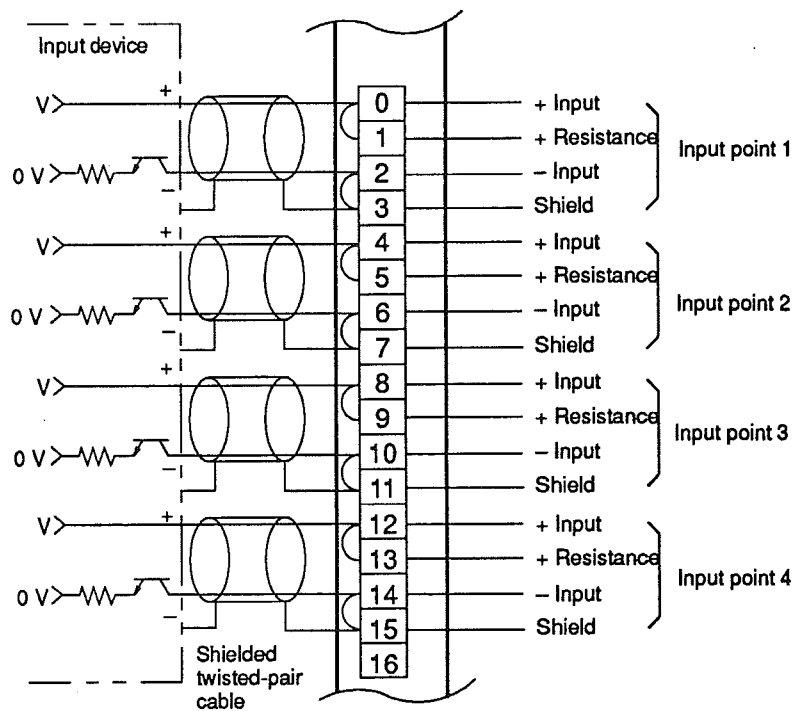 Input device
+
V
0 V
−
0
1
2
3
+ Input
+ Resistance
− Input
Shield
Input point 1
+
V
0 V
−
4
5
6
7
+ Input
+ Resistance
− Input
Shield
Input point 2
+
V
0 V
−
8
9
10
11
+ Input
+ Resistance
− Input
Shield
Input point 3
+
V
0 V
−
12
13
14
15
16
+ Input
+ Resistance
− Input
Shield
Input point 4
Shielded
twisted-pair
cable